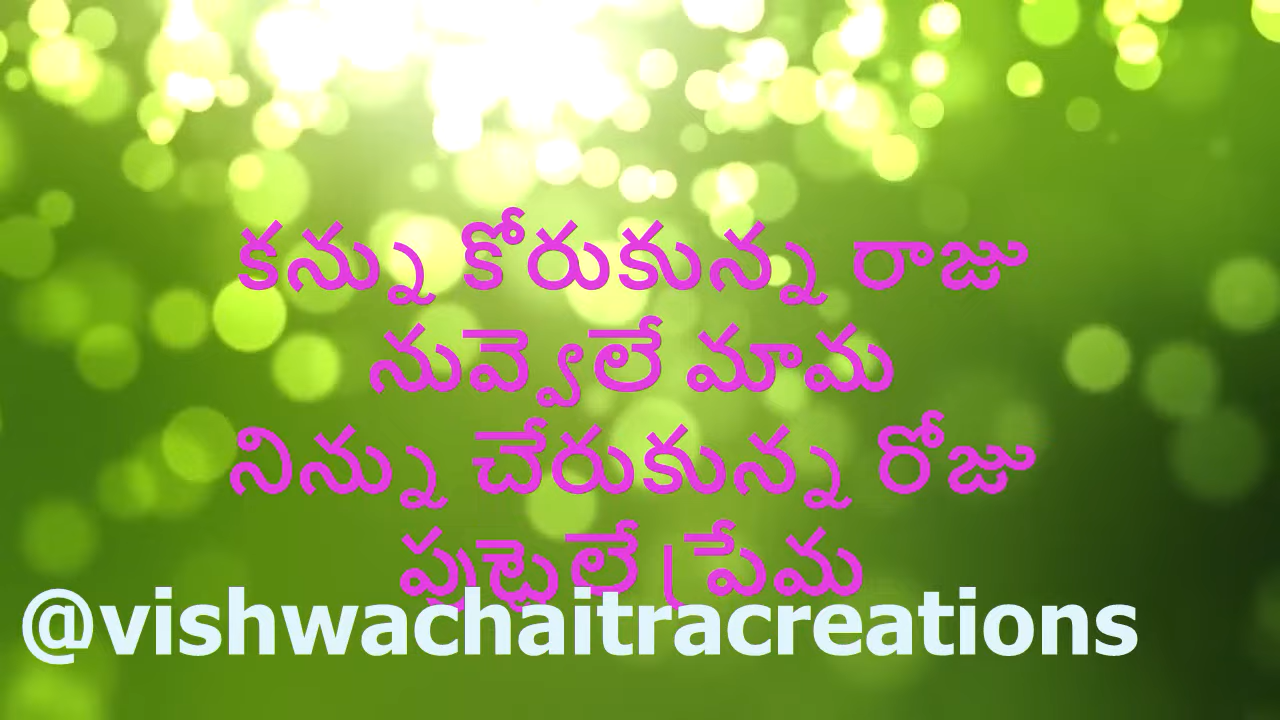 కన్ను కోరుకున్న రాజు
నువ్వెలే మామ
నిన్ను చేరుకున్న రోజు
పుట్టెలే ప్రేమ
@vishwachaitracreations